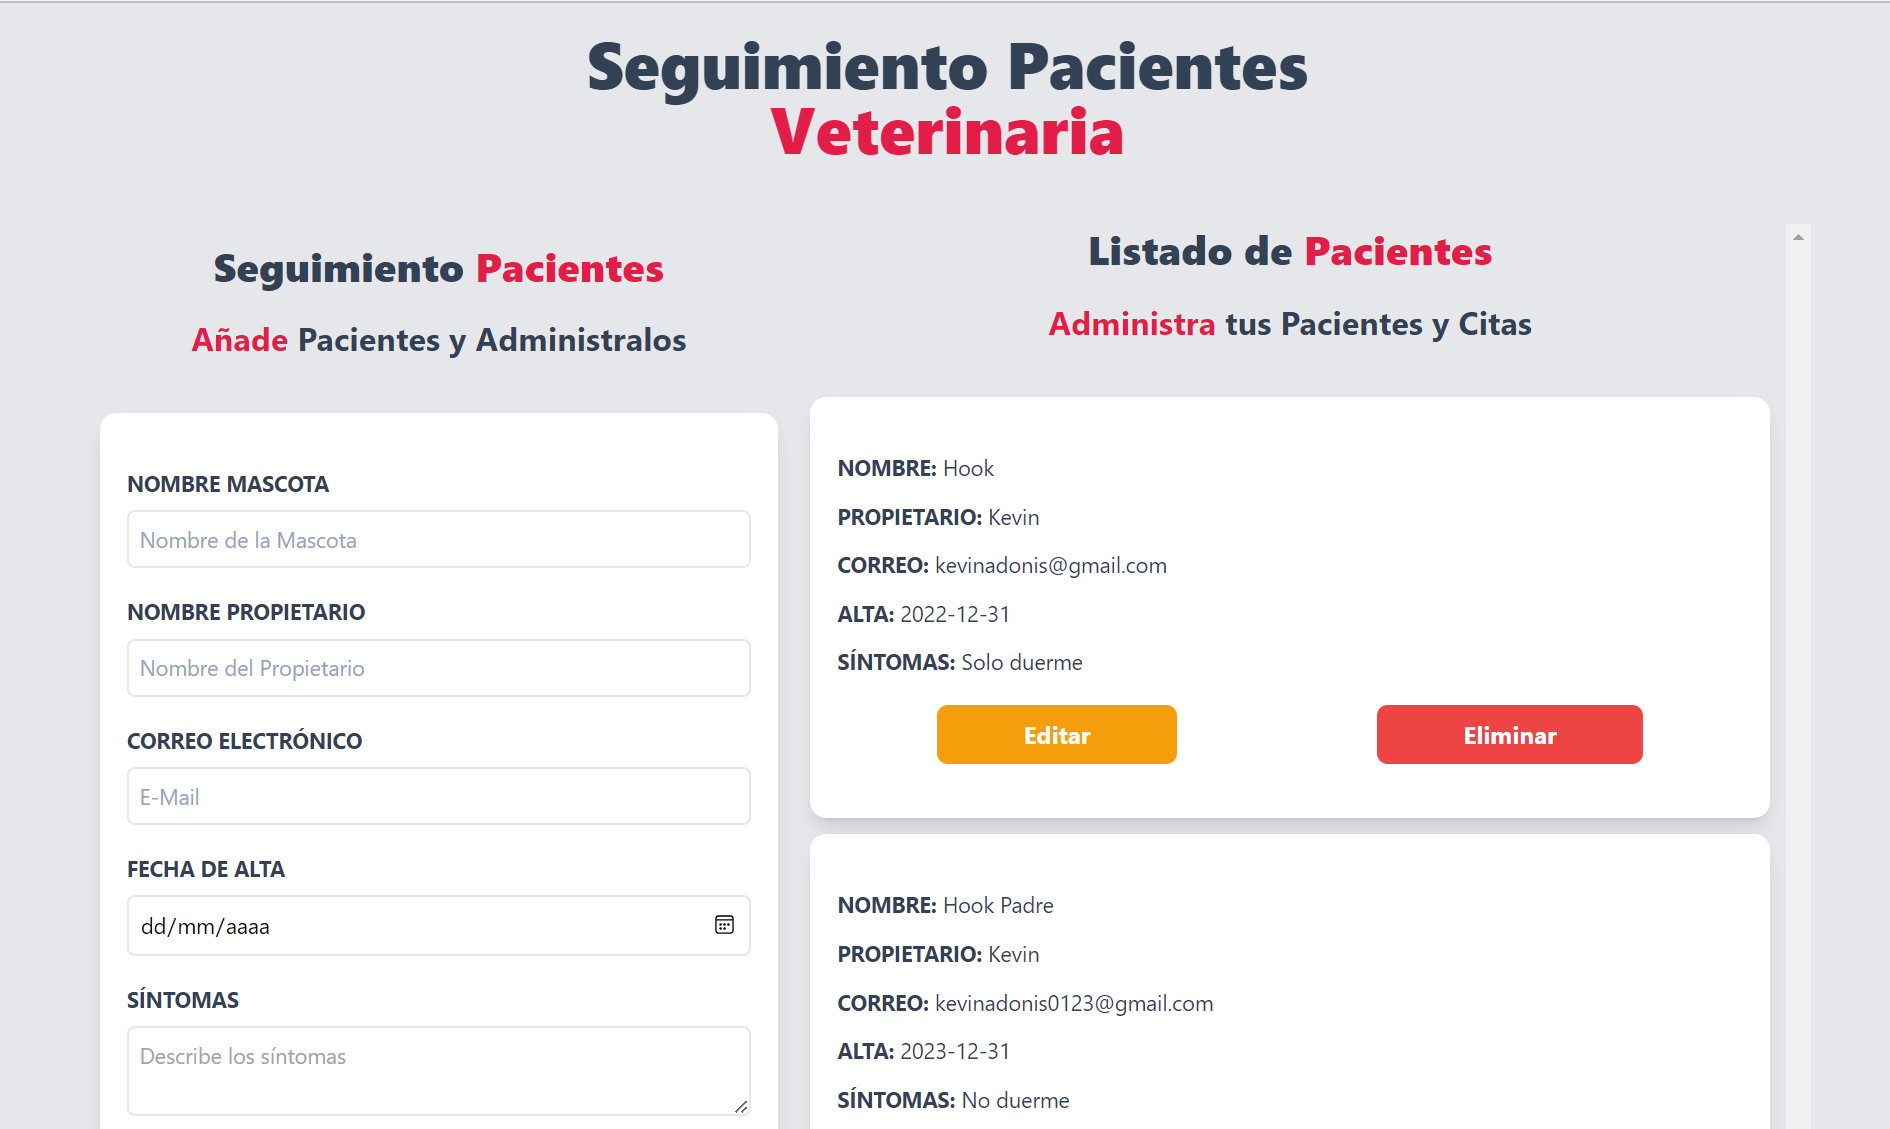 Seguimiento Pacientes
Veterinaria
Seguimiento Pacientes
Añade Pacientes y Administralos
NOMBRE MASCOTA
Nombre de la Mascota
NOMBRE PROPIETARIO
Nombre del Propietario
CORREO ELECTRÓNICO
E-Mail
FECHA DE ALTA
dd/mm/aaaa
SÍNTOMAS
Describe los síntomas
Listado de Pacientes
Administra tus Pacientes y Citas
NOMBRE: Hook
PROPIETARIO: Kevin
CORREO: kevinadonis@gmail.com
ALTA: 2022-12-31
SÍNTOMAS: Solo duerme
Editar
Eliminar
NOMBRE: Hook Padre
PROPIETARIO: Kevin
CORREO: kevinadonis0123@gmail.com
ALTA: 2023-12-31
SÍNTOMAS: No duerme